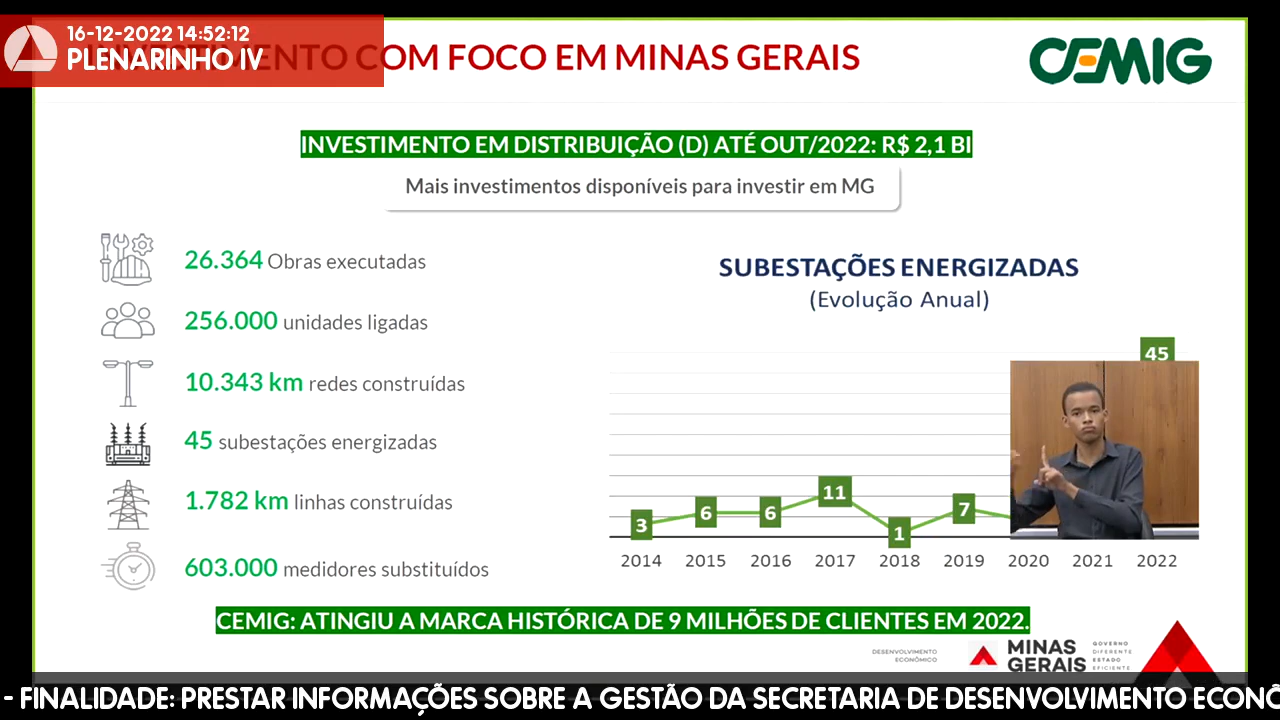 16-12-2022 14:52:12
PLENARINHO IV
COM FOCO EM MINAS GERAIS
CEMIG
INVESTIMENTO EM DISTRIBUIÇÃO (D) ATÉ OUT/2022: R$ 2,1 BI
Mais investimentos disponíveis para investir em MG
26.364 Obras executadas
256.000 unidades ligadas
10.343 km redes construídas
45 subestações energizadas
1.782 km linhas construídas
603.000 medidores substituídos
SUBESTAÇÕES ENERGIZADAS
(Evolução Anual)
45
3 6 6 11 1 7
2014 2015 2016 2017 2018 2019 2020 2021 2022
CEMIG: ATINGIU A MARCA HISTÓRICA DE 9 MILHÕES DE CLIENTES EM 2022.
DESENVOLVIMENTO
ECONÔMICO
MINAS
GERAIS
GOVERNO
DIFERENTE
ESTADO
EFICIENTE
- FINALIDADE: PRESTAR INFORMAÇÕES SOBRE A GESTÃO DA SECRETARIA DE DESENVOLVIMENTO ECONÔ